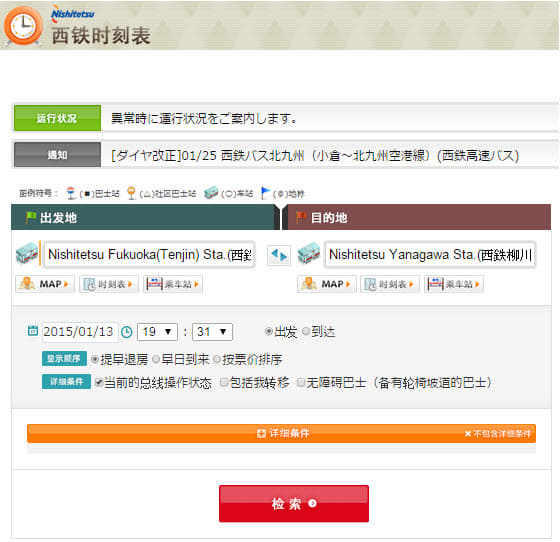 Nishitetsu
西铁时刻表
运行状况 異常時に運行状況をご案内します。
通知 [ダイヤ改正]01/25 西鉄バス北九州（小倉～北九州空港線）(西鉄高速バス)
图例符号： (■)巴士站 (△)社区巴士站 (○)车站 (※)地标
出发地 目的地
Nishitetsu Fukuoka(Tenjin) Sta.(西鉄 Nishitetsu Yanagawa Sta.(西鉄柳川
MAP 时刻表 乘车站 MAP 时刻表 乘车站
2015/01/13 19 : 31 出发 到达
显示顺序 提早退房 早日到来 按票价排序
详细条件 当前的总线操作状态 包括我转移 无障碍巴士（备有轮椅坡道的巴士）
详细条件 不包含详细条件
检索